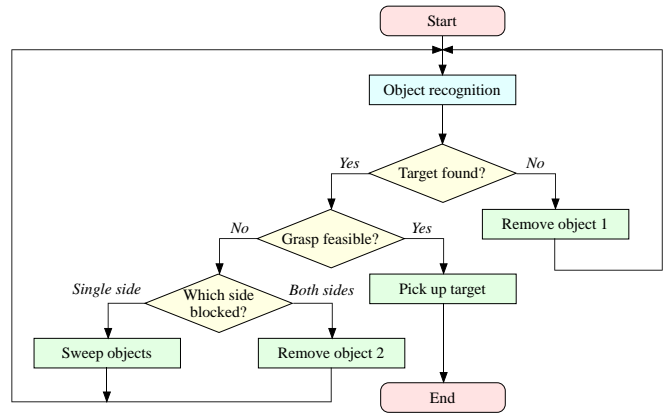 Start
Object recognition
Target found?
Yes
No
Remove object 1
Grasp feasible?
No
Yes
Pick up target
Which side
blocked?
Single side
Both sides
Sweep objects
Remove object 2
End